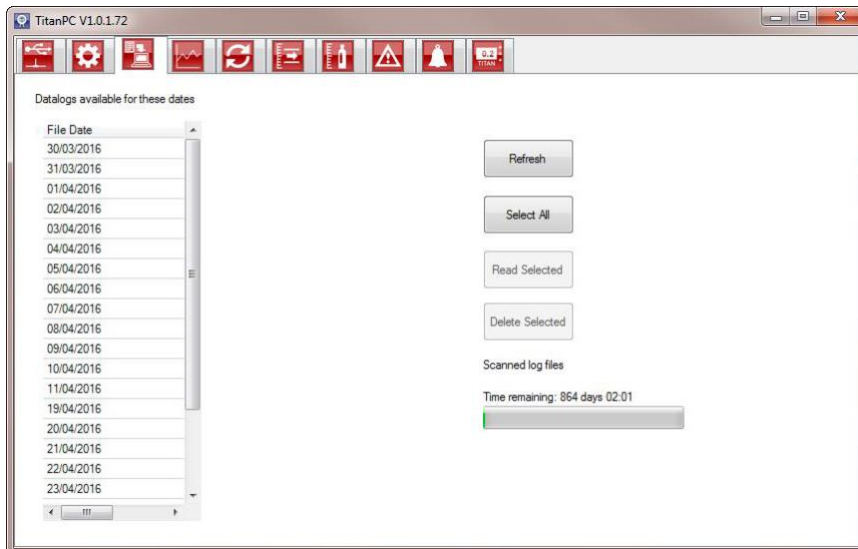 TitanPC V1.0.1.72
0.2
TITAN
Datalogs available for these dates
File Date
30/03/2016
31/03/2016
01/04/2016
02/04/2016
03/04/2016
04/04/2016
05/04/2016
06/04/2016
07/04/2016
08/04/2016
09/04/2016
10/04/2016
11/04/2016
19/04/2016
20/04/2016
21/04/2016
22/04/2016
23/04/2016
Refresh
Select All
Read Selected
Delete Selected
Scanned log files
Time remaining: 864 days 02:01